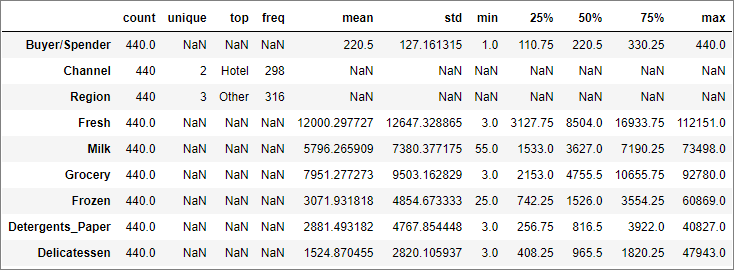 count unique top freq mean std min 25% 50% 75% max
Buyer/Spender 440.0 NaN NaN NaN 220.5 127.161315 1.0 110.75 220.5 330.25 440.0
Channel 440 2 Hotel 298 NaN NaN NaN NaN NaN NaN NaN
Region 440 3 Other 316 NaN NaN NaN NaN NaN NaN NaN
Fresh 440.0 NaN NaN NaN 12000.297727 12647.328865 3.0 3127.75 8504.0 16933.75 112151.0
Milk 440.0 NaN NaN NaN 5796.265909 7380.377175 55.0 1533.0 3627.0 7190.25 73498.0
Grocery 440.0 NaN NaN NaN 7951.277273 9503.162829 3.0 2153.0 4755.5 10655.75 92780.0
Frozen 440.0 NaN NaN NaN 3071.931818 4854.673333 25.0 742.25 1526.0 3554.25 60869.0
Detergents_Paper 440.0 NaN NaN NaN 2881.493182 4767.854448 3.0 256.75 816.5 3922.0 40827.0
Delicatessen 440.0 NaN NaN NaN 1524.870455 2820.105937 3.0 408.25 965.5 1820.25 47943.0